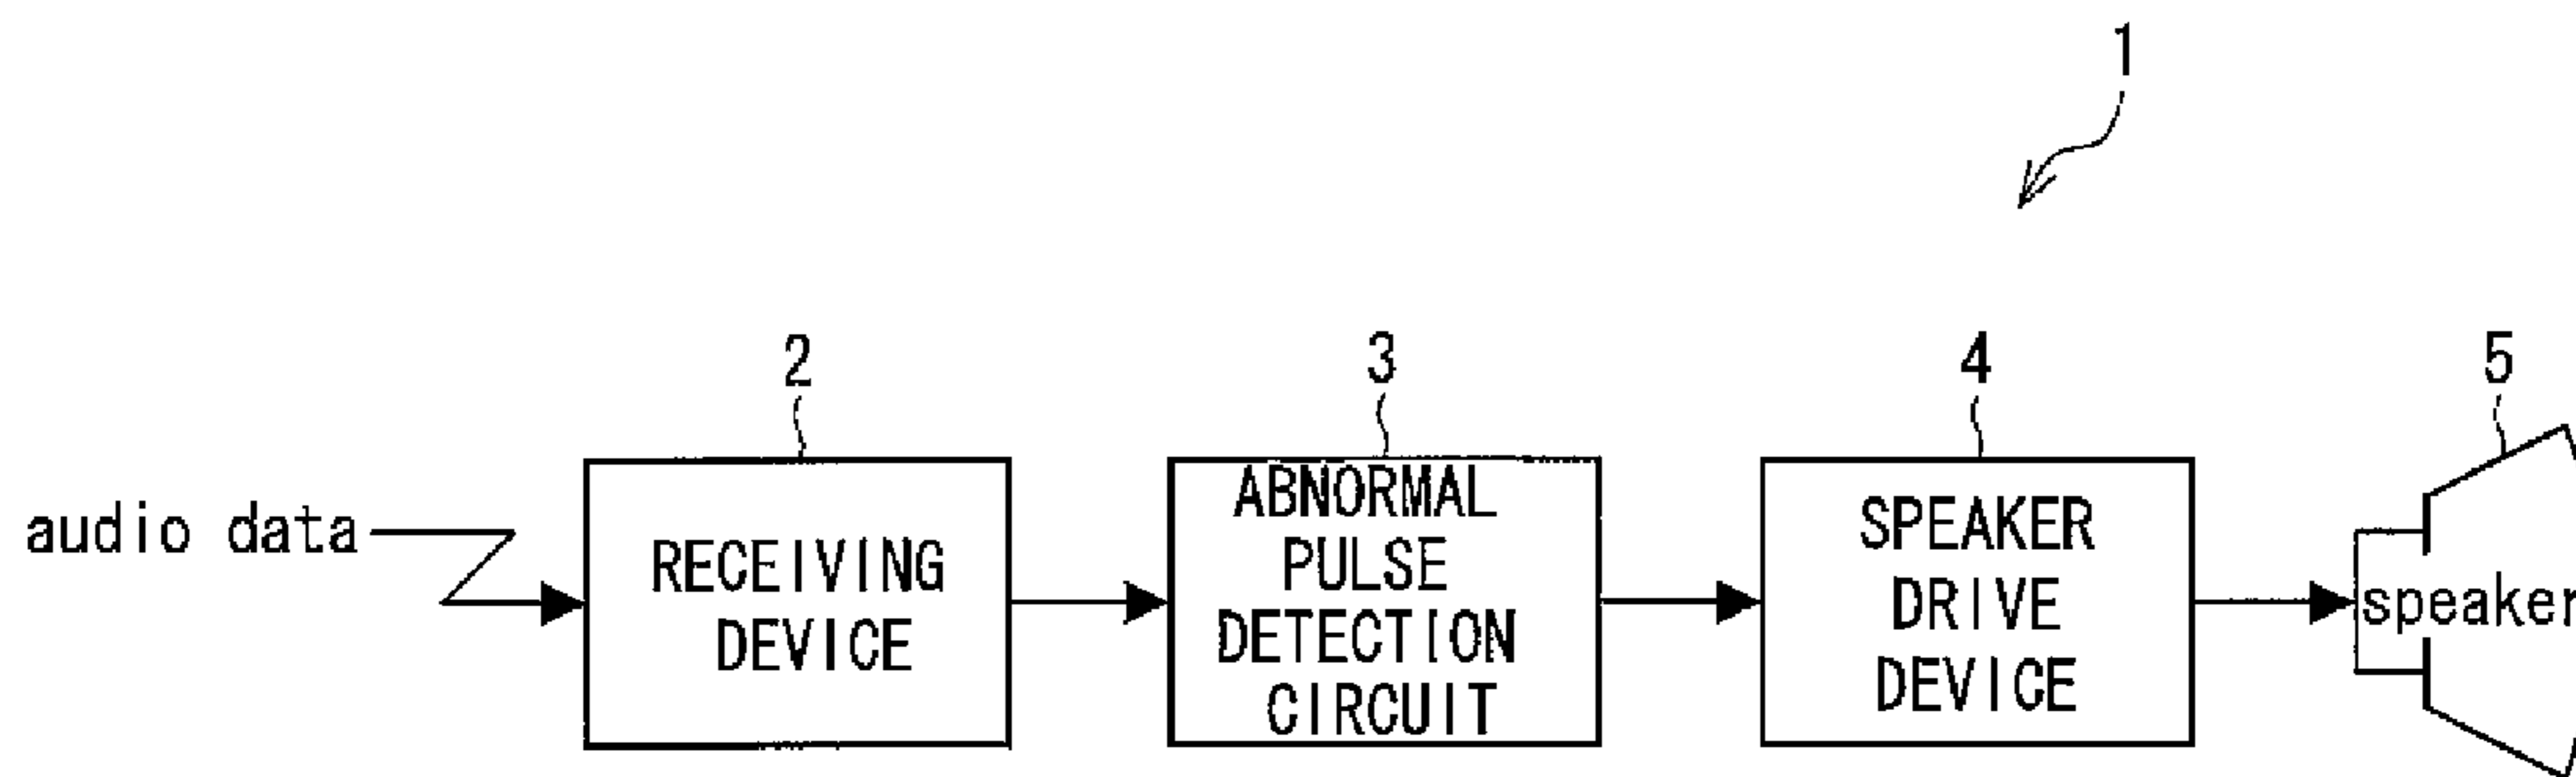 1
2
3
4
5
audio data
RECEIVING
DEVICE
ABNORMAL
PULSE
DETECTION
CIRCUIT
SPEAKER
DRIVE
DEVICE
speaker